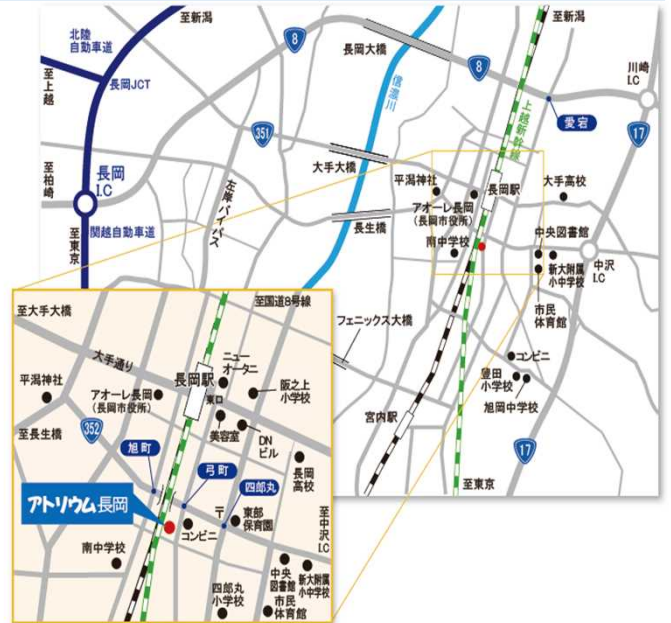 至新潟
北陸
自動車道
8
長岡大橋
至新潟
至上越
長岡JCT
信濃川
8
川崎
I.C
上越新幹線
愛宕
351
17
大手大橋
至柏崎
長岡
I.C
左岸バイパス
平潟神社
長岡駅
大手高校
アオーレ長岡
(長岡市役所)
関越自動車道
至東京
長生橋
南中学校
中央図書館
新大附属
小中学校
中沢
I.C
市民
体育館
フェニックス大橋
コンビニ
豊田
小学校
旭岡中学校
宮内駅
17
至東京
至大手大橋
至国道8号線
大手通り
ニュー
オータニ
長岡駅
東口
平潟神社
アオーレ長岡
(長岡市役所)
阪之上
小学校
美容室
DN
ビル
至長生橋
352
旭町
弓町
四郎丸
長岡
高校
アトリウム長岡
〒
東部
保育園
コンビニ
至中沢I.C
南中学校
中央
図書館
新大附属
小中学校
四郎丸
小学校
市民
体育館